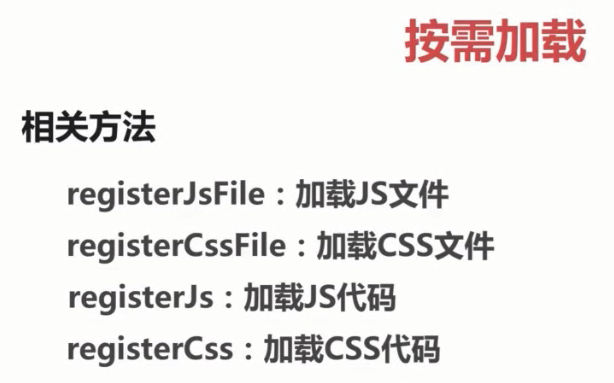 按需加载
相关方法
registerJsFile：加载JS文件
registerCssFile：加载CSS文件
registerJs：加载JS代码
registerCss：加载CSS代码